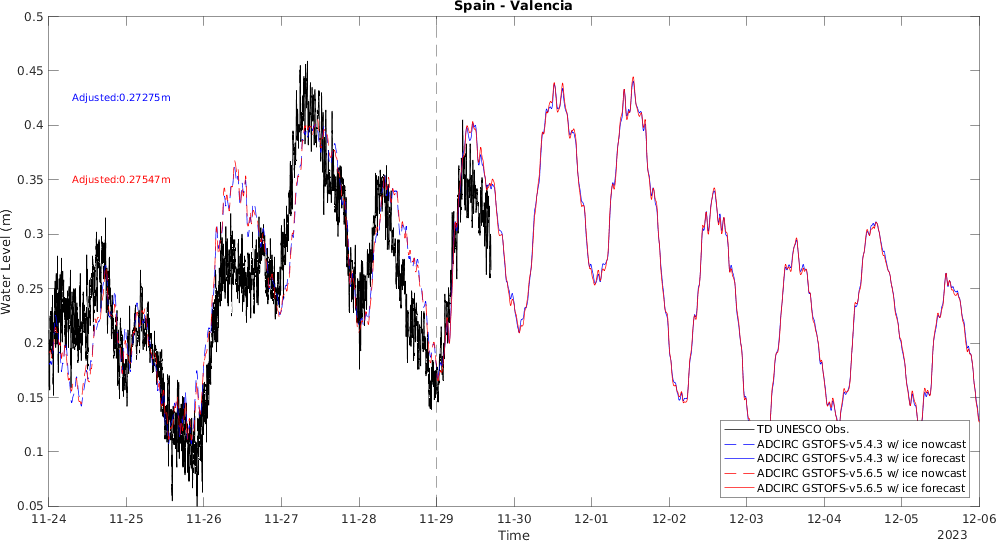 Spain - Valencia
0.5
0.45
0.4
0.35
0.3
0.25
0.2
0.15
0.1
0.05
Water Level (m)
Adjusted:0.27275m
Adjusted:0.27547m
TD UNESCO Obs.
ADCIRC GSTOFS-v5.4.3 w/ ice nowcast
ADCIRC GSTOFS-v5.4.3 w/ ice forecast
ADCIRC GSTOFS-v5.6.5 w/ ice nowcast
ADCIRC GSTOFS-v5.6.5 w/ ice forecast
11-24 11-25 11-26 11-27 11-28 11-29 11-30 12-01 12-02 12-03 12-04 12-05 12-06
Time
2023